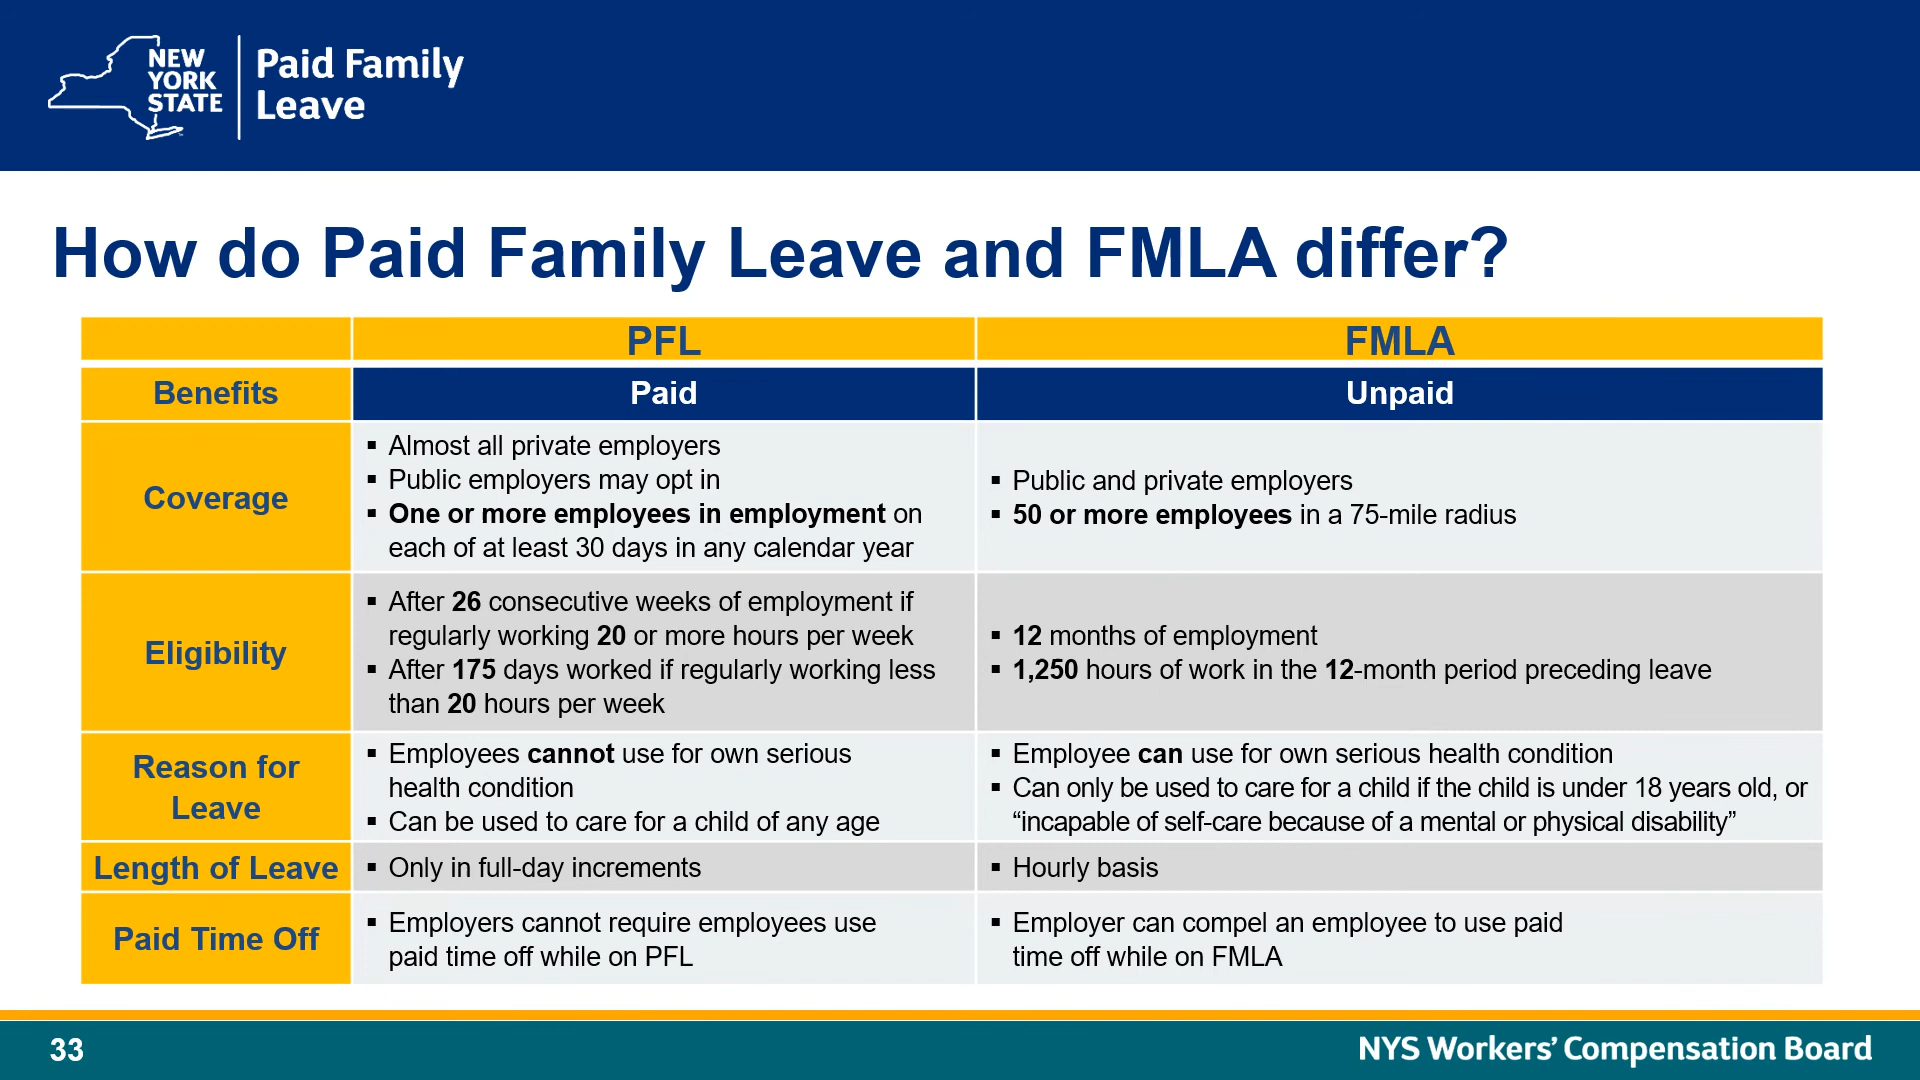 NEW
YORK
STATE
Paid Family
Leave
How do Paid Family Leave and FMLA differ?
PFL
FMLA
Benefits
Paid
Unpaid
Coverage
▪ Almost all private employers
▪ Public employers may opt in
▪ One or more employees in employment on
each of at least 30 days in any calendar year
▪ Public and private employers
▪ 50 or more employees in a 75-mile radius
Eligibility
▪ After 26 consecutive weeks of employment if
regularly working 20 or more hours per week
▪ After 175 days worked if regularly working less
than 20 hours per week
▪ 12 months of employment
▪ 1,250 hours of work in the 12-month period preceding leave
Reason for
Leave
▪ Employees cannot use for own serious
health condition
▪ Can be used to care for a child of any age
▪ Employee can use for own serious health condition
▪ Can only be used to care for a child if the child is under 18 years old, or
“incapable of self-care because of a mental or physical disability”
Length of Leave
▪ Only in full-day increments
▪ Hourly basis
Paid Time Off
▪ Employers cannot require employees use
paid time off while on PFL
▪ Employer can compel an employee to use paid
time off while on FMLA
33
NYS Workers’ Compensation Board